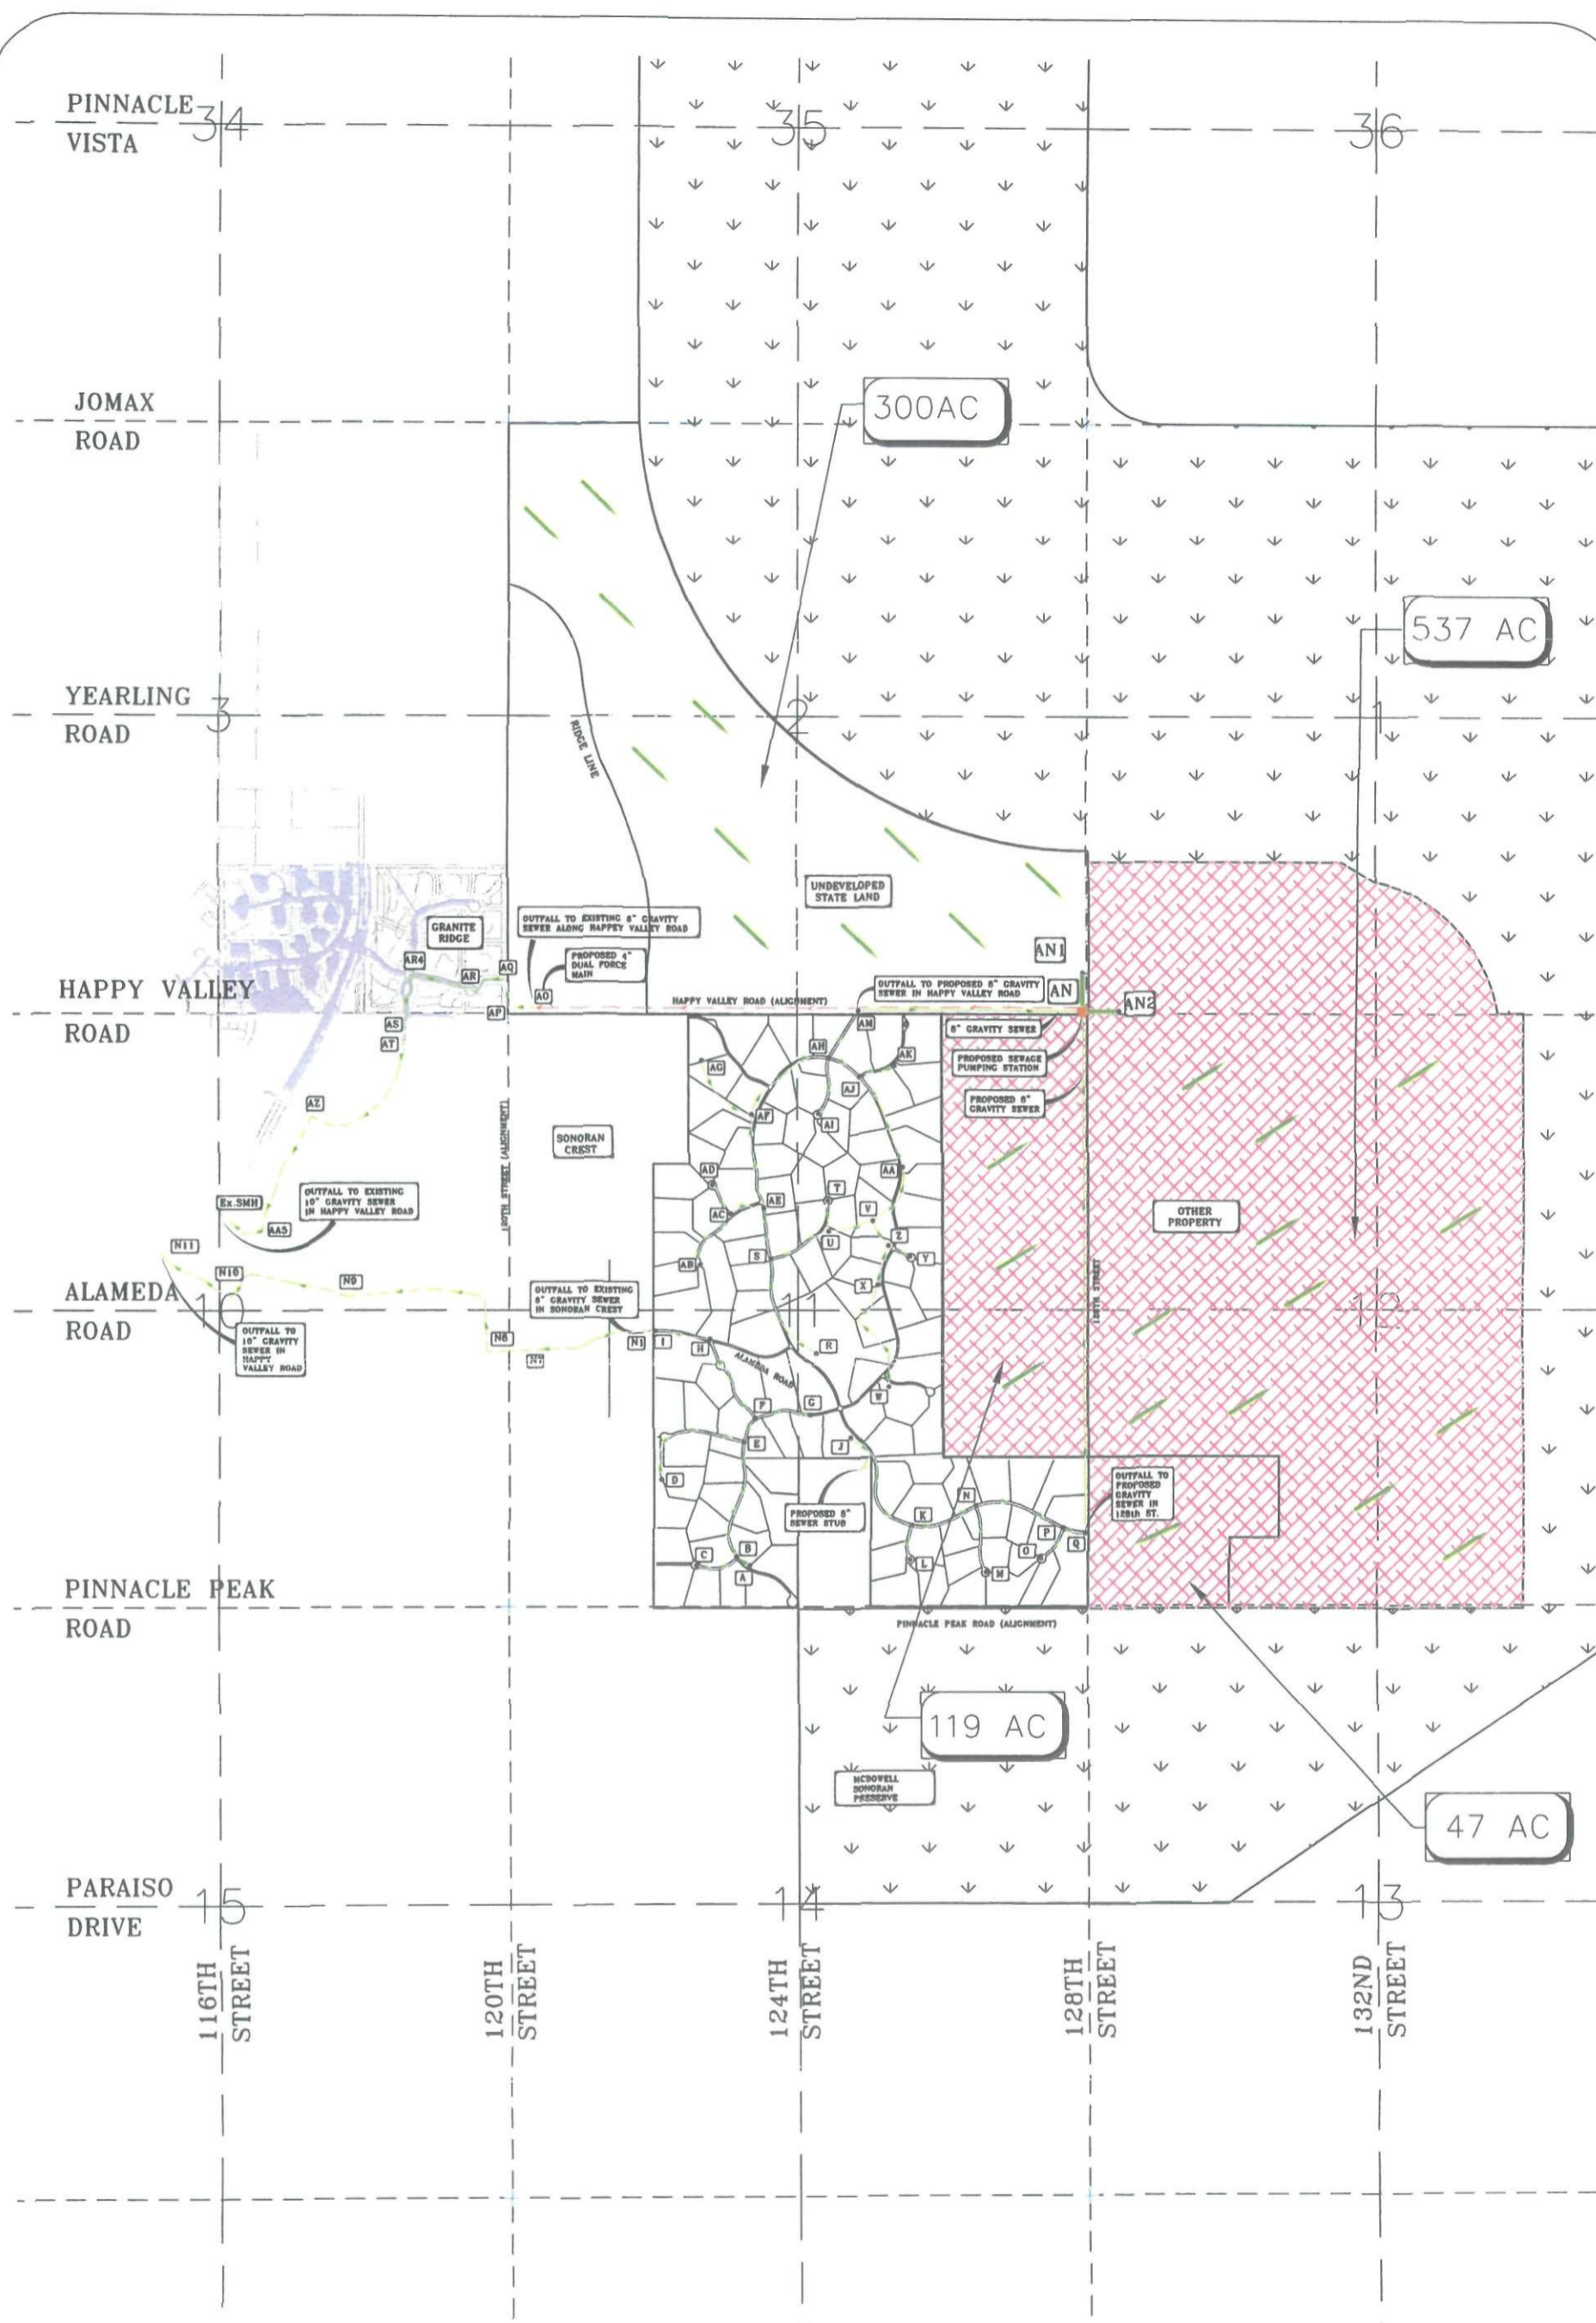 PINNACLE
VISTA
34
35
36
JOMAX
ROAD
300AC
537 AC
YEARLING
ROAD
3
2
1
RIDGE LINE
UNDEVELOPED
STATE LAND
GRANITE
RIDGE
OUTFALL TO EXISTING 8" GRAVITY
SEWER ALONG HAPPEY VALLEY ROAD
PROPOSED 4"
DUAL FORCE
MAIN
AR4
AR
AQ
AO
AP
AN1
AN
AN2
OUTFALL TO PROPOSED 8" GRAVITY
SEWER IN HAPPY VALLEY ROAD
HAPPY VALLEY
ROAD
HAPPY VALLEY ROAD (ALIGNMENT)
AS
AT
AM
8" GRAVITY SEWER
PROPOSED SEWAGE
PUMPING STATION
PROPOSED 8"
GRAVITY SEWER
AH
AK
AG
AJ
AZ
AF
AI
SONORAN
CREST
120TH STREET (ALIGNMENT)
AD
AA
T
Ex.SMH
OUTFALL TO EXISTING
10" GRAVITY SEWER
IN HAPPY VALLEY ROAD
AA5
AC
AE
V
U
Z
OTHER
PROPERTY
N11
N10
N9
AB
S
Y
X
128TH STREET
ALAMEDA
ROAD
10
11
12
OUTFALL TO EXISTING
8" GRAVITY SEWER
IN SONORAN CREST
OUTFALL TO
10" GRAVITY
SEWER IN
HAPPY
VALLEY ROAD
N8
N7
N1
I
H
R
ALAMEDA ROAD
W
F
G
E
J
D
PROPOSED 8"
SEWER STUB
K
N
OUTFALL TO
PROPOSED
GRAVITY
SEWER IN
128th ST.
P
Q
C
B
A
L
O
M
PINNACLE PEAK
ROAD
PINNACLE PEAK ROAD (ALIGNMENT)
119 AC
MCDOWELL
SONORAN
PRESERVE
47 AC
PARAISO
DRIVE
15
14
13
116TH
STREET
120TH
STREET
124TH
STREET
128TH
STREET
132ND
STREET